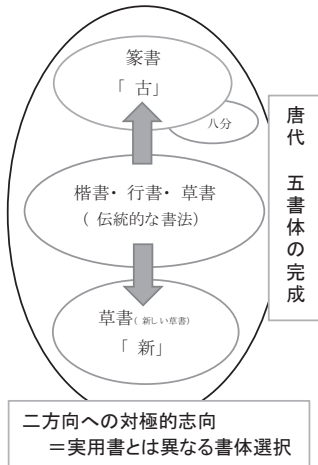 篆書
「 古」
八分
楷書・ 行書・ 草書
( 伝統的な書法)
草書( 新しい草書)
「 新」
唐代 五書体の完成
二方向への対極的志向
＝実用書とは異なる書体選択